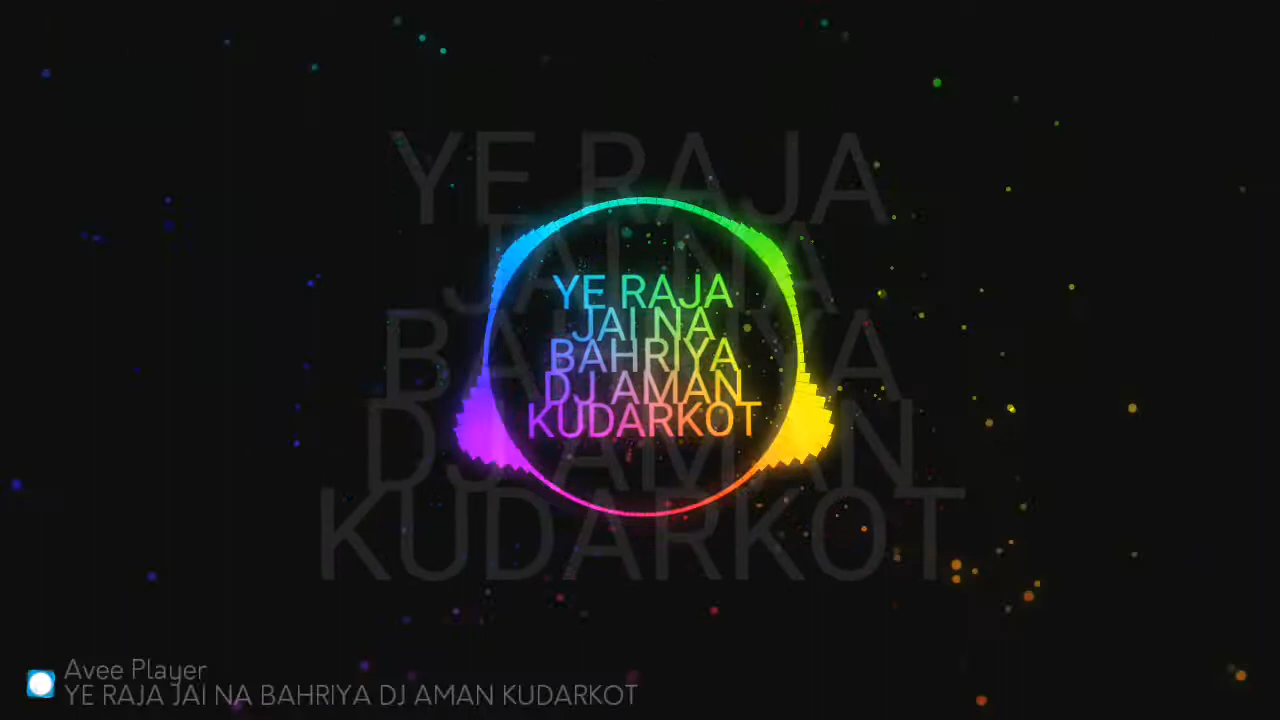 YE RAJA
JAI NA
BAHRIYA
DJ AMAN
KUDARKOT
YE RAJA
JAI NA
BAHRIYA
DJ AMAN
KUDARKOT
Avee Player
YE RAJA JAI NA BAHRIYA DJ AMAN KUDARKOT